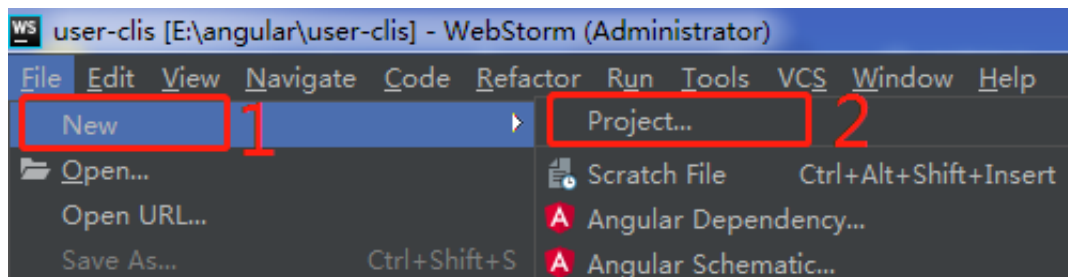 WS user-clis [E:\angular\user-clis] - WebStorm (Administrator)
File Edit View Navigate Code Refactor Run Tools VCS Window Help
New 1 Project... 2
Open... Scratch File Ctrl+Alt+Shift+Insert
Open URL... A Angular Dependency...
Save As... Ctrl+Shift+S A Angular Schematic...